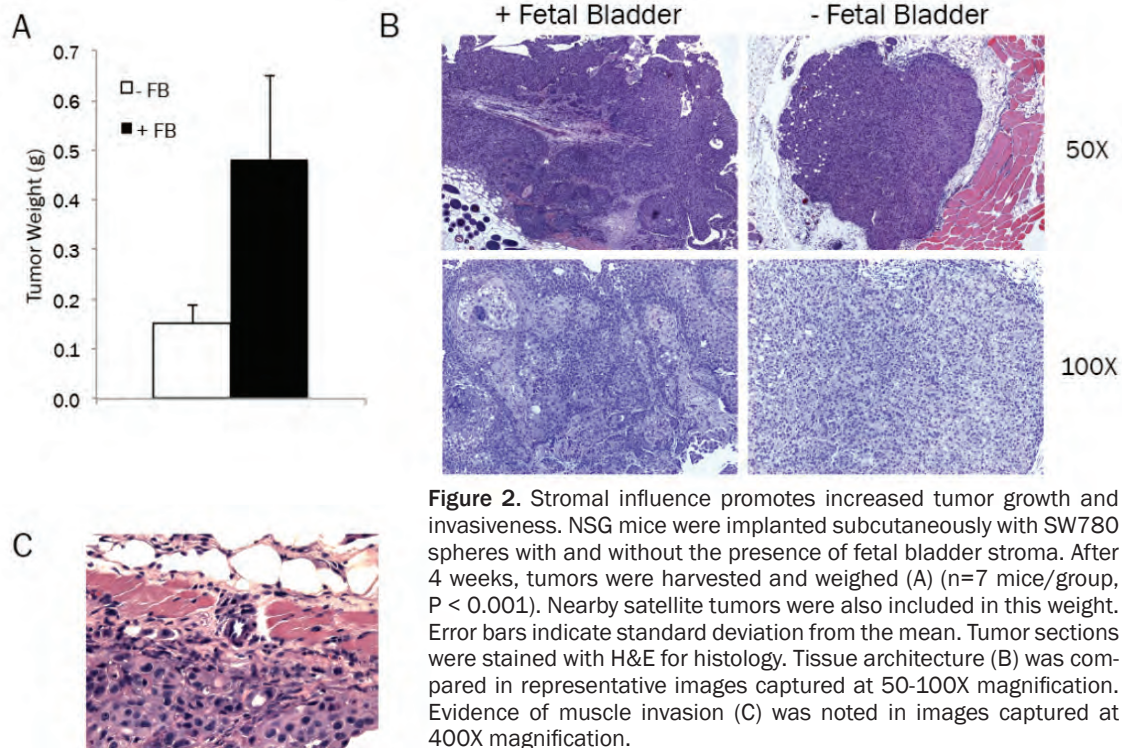 A
0.7
0.6
0.5
0.4
0.3
0.2
0.1
0.0
Tumor Weight (g)
- FB
+ FB
B
+ Fetal Bladder
- Fetal Bladder
50X
100X
C
Figure 2. Stromal influence promotes increased tumor growth and
invasiveness. NSG mice were implanted subcutaneously with SW780
spheres with and without the presence of fetal bladder stroma. After
4 weeks, tumors were harvested and weighed (A) (n=7 mice/group,
P < 0.001). Nearby satellite tumors were also included in this weight.
Error bars indicate standard deviation from the mean. Tumor sections
were stained with H&E for histology. Tissue architecture (B) was com-
pared in representative images captured at 50-100X magnification.
Evidence of muscle invasion (C) was noted in images captured at
400X magnification.